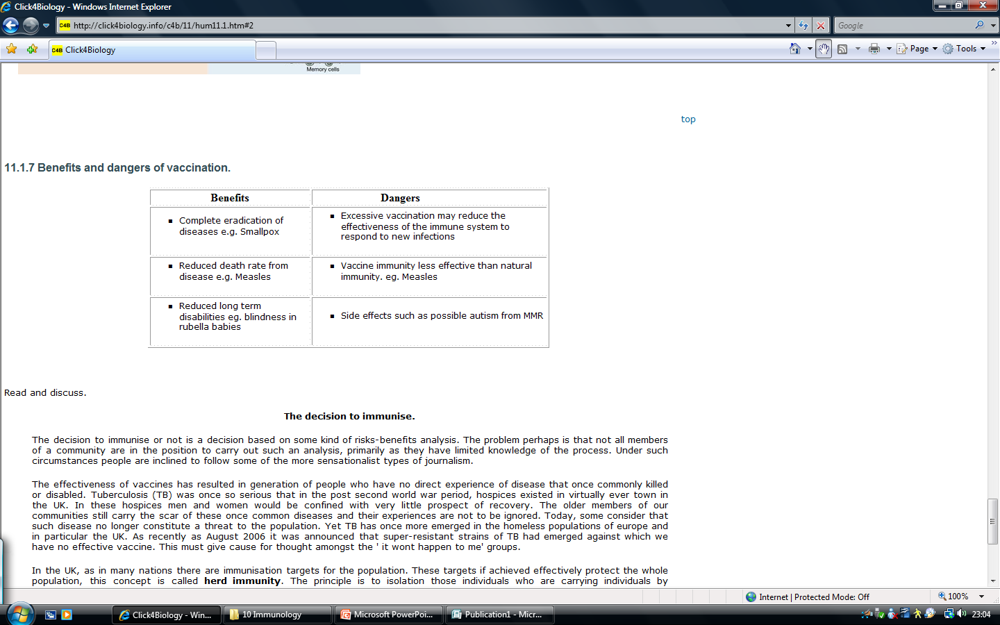 Click4Biology - Windows Internet Explorer
C4B http://click4biology.info/c4b/11/hum11.1.htm#2
Google
C4B Click4Biology
Page
Tools
Memory cells
top
11.1.7 Benefits and dangers of vaccination.
Benefits
Dangers
Complete eradication of
diseases e.g. Smallpox
Excessive vaccination may reduce the
effectiveness of the immune system to
respond to new infections
Reduced death rate from
disease e.g. Measles
Vaccine immunity less effective than natural
immunity. eg. Measles
Reduced long term
disabilities eg. blindness in
rubella babies
Side effects such as possible autism from MMR
Read and discuss.
The decision to immunise.
The decision to immunise or not is a decision based on some kind of risks-benefits analysis. The problem perhaps is that not all members
of a community are in the position to carry out such an analysis, primarily as they have limited knowledge of the process. Under such
circumstances people are inclined to follow some of the more sensationalist types of journalism.
The effectiveness of vaccines has resulted in generation of people who have no direct experience of disease that once commonly killed
or disabled. Tuberculosis (TB) was once so serious that in the post second world war period, hospices existed in virtually ever town in
the UK. In these hospices men and women would be confined with very little prospect of recovery. The older members of our
communities still carry the scar of these once common diseases and their experiences are not to be ignored. Today, some consider that
such disease no longer constitute a threat to the population. Yet TB has once more emerged in the homeless populations of europe and
in particular the UK. As recently as August 2006 it was announced that super-resistant strains of TB had emerged against which we
have no effective vaccine. This must give cause for thought amongst the ' it wont happen to me' groups.
In the UK, as in many nations there are immunisation targets for the population. These targets if achieved effectively protect the whole
population, this concept is called herd immunity. The principle is to isolation those individuals who are carrying individuals by
Internet | Protected Mode: Off
100%
Click4Biology - Win...
10 Immunology
Microsoft PowerPoi...
Publication1 - Micr...
23:04